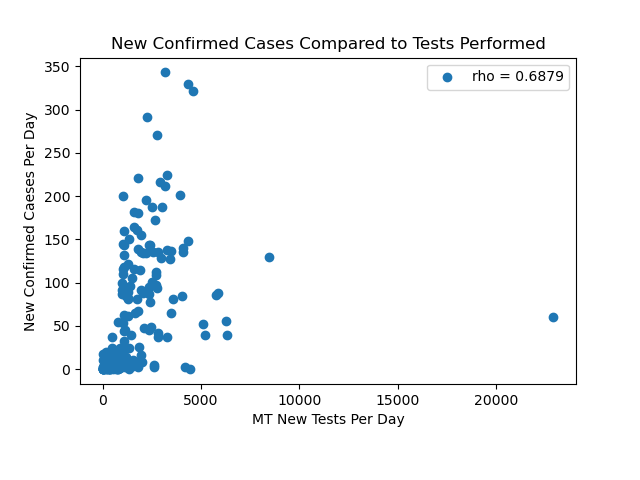 New Confirmed Cases Compared to Tests Performed
rho = 0.6879
350
300
250
200
150
100
50
0
New Confirmed Caeses Per Day
0 5000 10000 15000 20000
MT New Tests Per Day